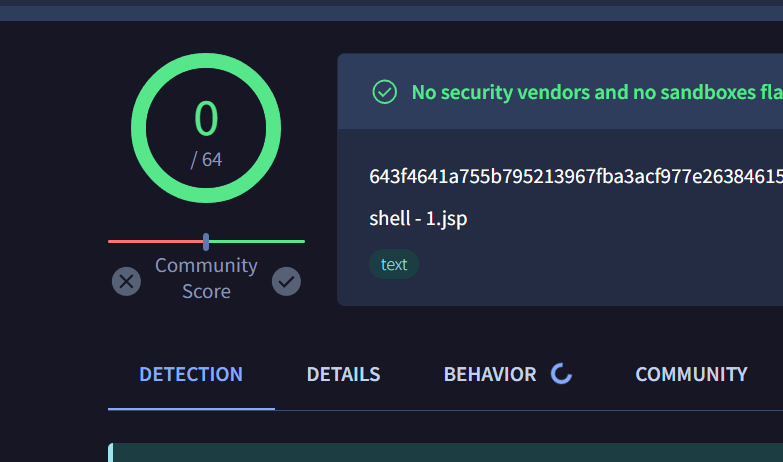 0
/ 64
Community
Score
No security vendors and no sandboxes fla
643f4641a755b795213967fba3acf977e26384615
shell - 1.jsp
text
DETECTION DETAILS BEHAVIOR COMMUNITY